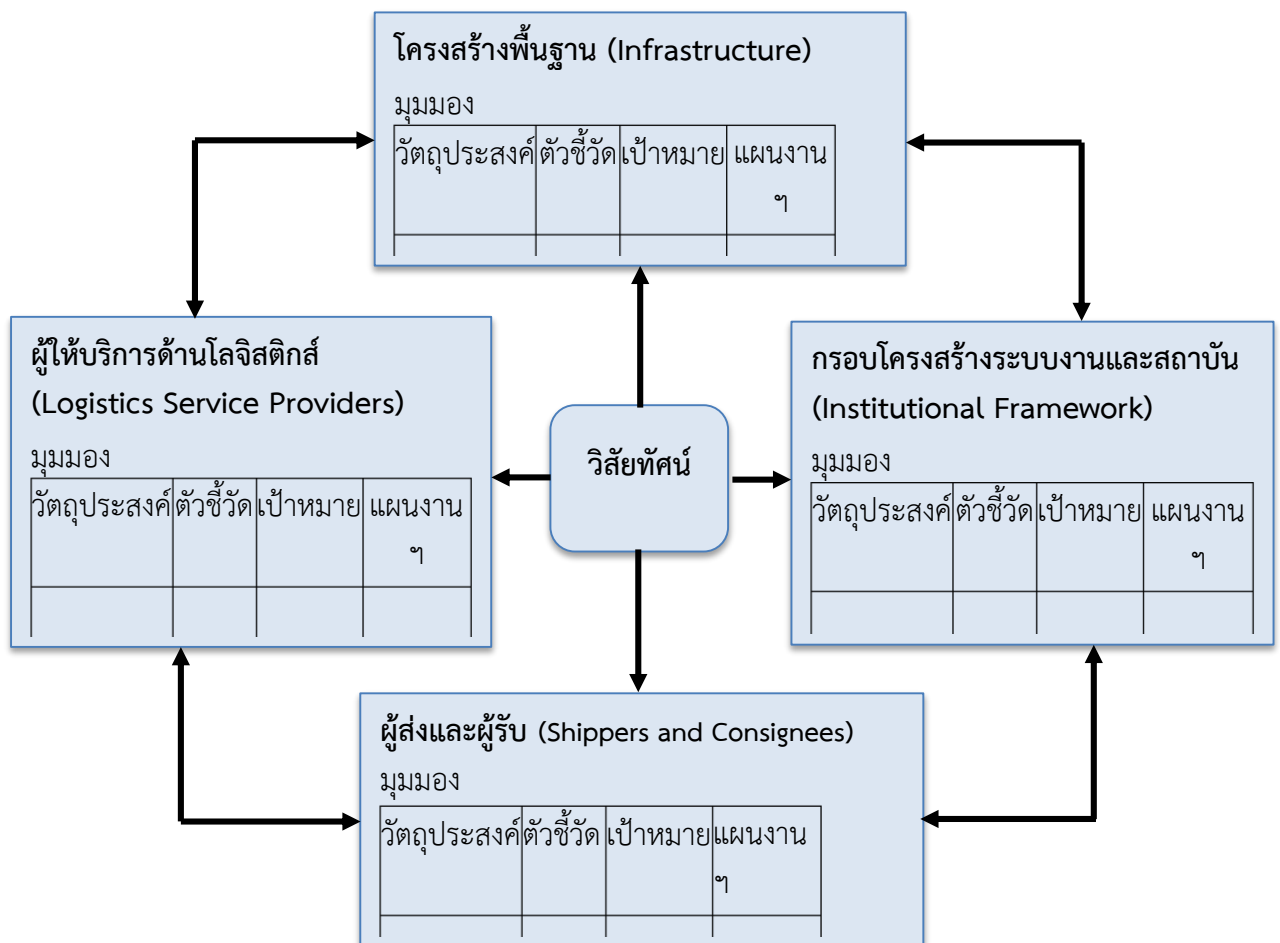 โครงสร้างพื้นฐาน (Infrastructure)
มุมมอง
วัตถุประสงค์ ตัวชี้วัด เป้าหมาย แผนงาน
ฯ
ผู้ให้บริการด้านโลจิสติกส์
(Logistics Service Providers)
มุมมอง
วัตถุประสงค์ ตัวชี้วัด เป้าหมาย แผนงาน
ฯ
วิสัยทัศน์
กรอบโครงสร้างระบบงานและสถาบัน
(Institutional Framework)
มุมมอง
วัตถุประสงค์ ตัวชี้วัด เป้าหมาย แผนงาน
ฯ
ผู้ส่งและผู้รับ (Shippers and Consignees)
มุมมอง
วัตถุประสงค์ ตัวชี้วัด เป้าหมาย แผนงาน
ฯ